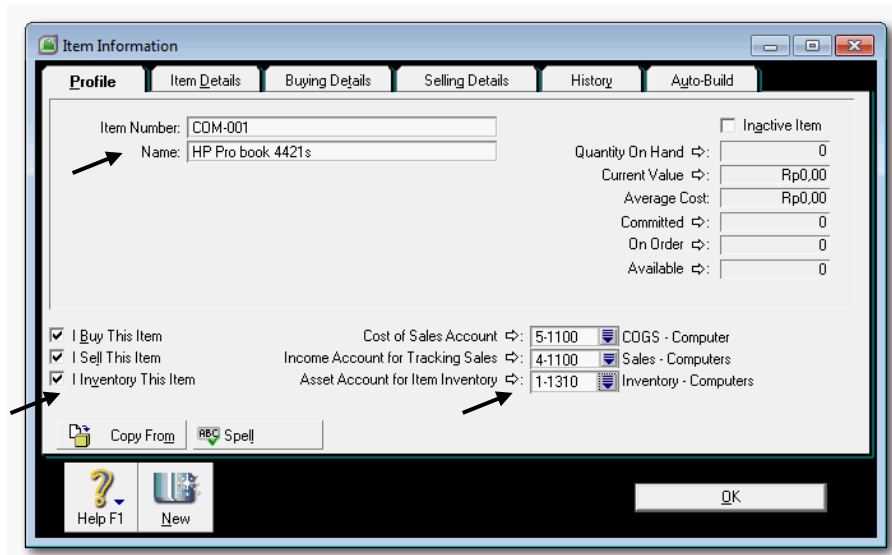 Item Information
Profile Item Details Buying Details Selling Details History Auto-Build
Item Number: COM-001
Name: HP Pro book 4421s
Inactive Item
Quantity On Hand ⇨: 0
Current Value ⇨: Rp0,00
Average Cost: Rp0,00
Committed ⇨: 0
On Order ⇨: 0
Available ⇨: 0
I Buy This Item
I Sell This Item
I Inventory This Item
Cost of Sales Account ⇨: 5-1100 COGS - Computer
Income Account for Tracking Sales ⇨: 4-1100 Sales - Computers
Asset Account for Item Inventory ⇨: 1-1310 Inventory - Computers
Copy From ABC Spell
Help F1 New
OK